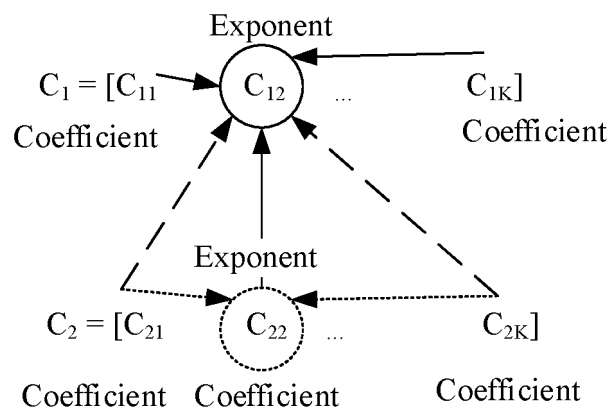 Exponent
C₁ = [C₁₁ C₁₂ ... C₁K]
Coefficient Coefficient
Exponent
C₂ = [C₂₁ C₂₂ ... C₂K]
Coefficient Coefficient Coefficient